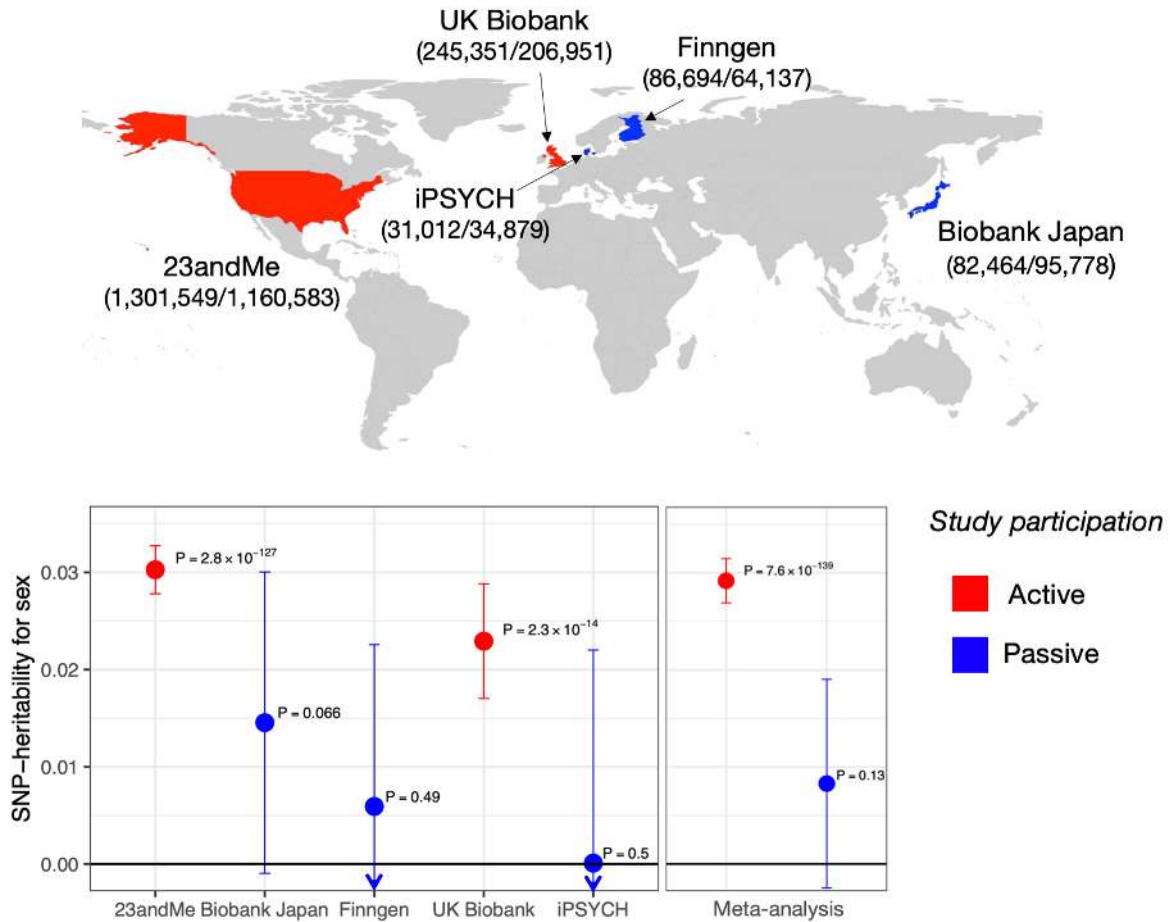 UK Biobank
(245,351/206,951)
Finngen
(86,694/64,137)
iPSYCH
(31,012/34,879)
Biobank Japan
(82,464/95,778)
23andMe
(1,301,549/1,160,583)
SNP-heritability for sex
0.03
0.02
0.01
0.00
P = 2.8 × 10⁻¹²⁷
P = 0.066
P = 0.49
P = 2.3 × 10⁻¹⁴
P = 0.5
P = 7.6 × 10⁻¹³⁹
P = 0.13
23andMe Biobank Japan Finngen UK Biobank iPSYCH Meta-analysis
Study participation
Active
Passive